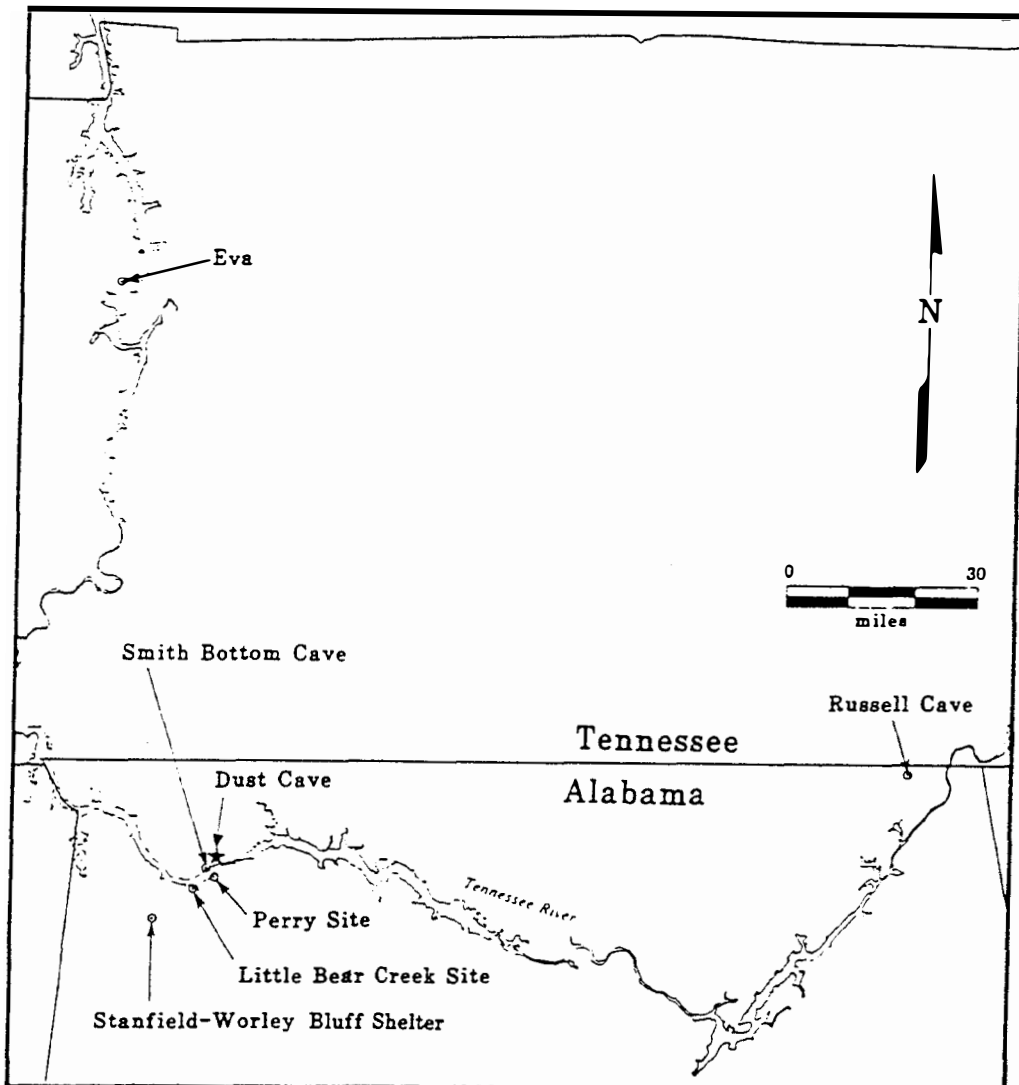 Eva
N
0 30
miles
Smith Bottom Cave
Russell Cave
Tennessee
Dust Cave
Alabama
Tennessee River
Perry Site
Little Bear Creek Site
Stanfield-Worley Bluff Shelter